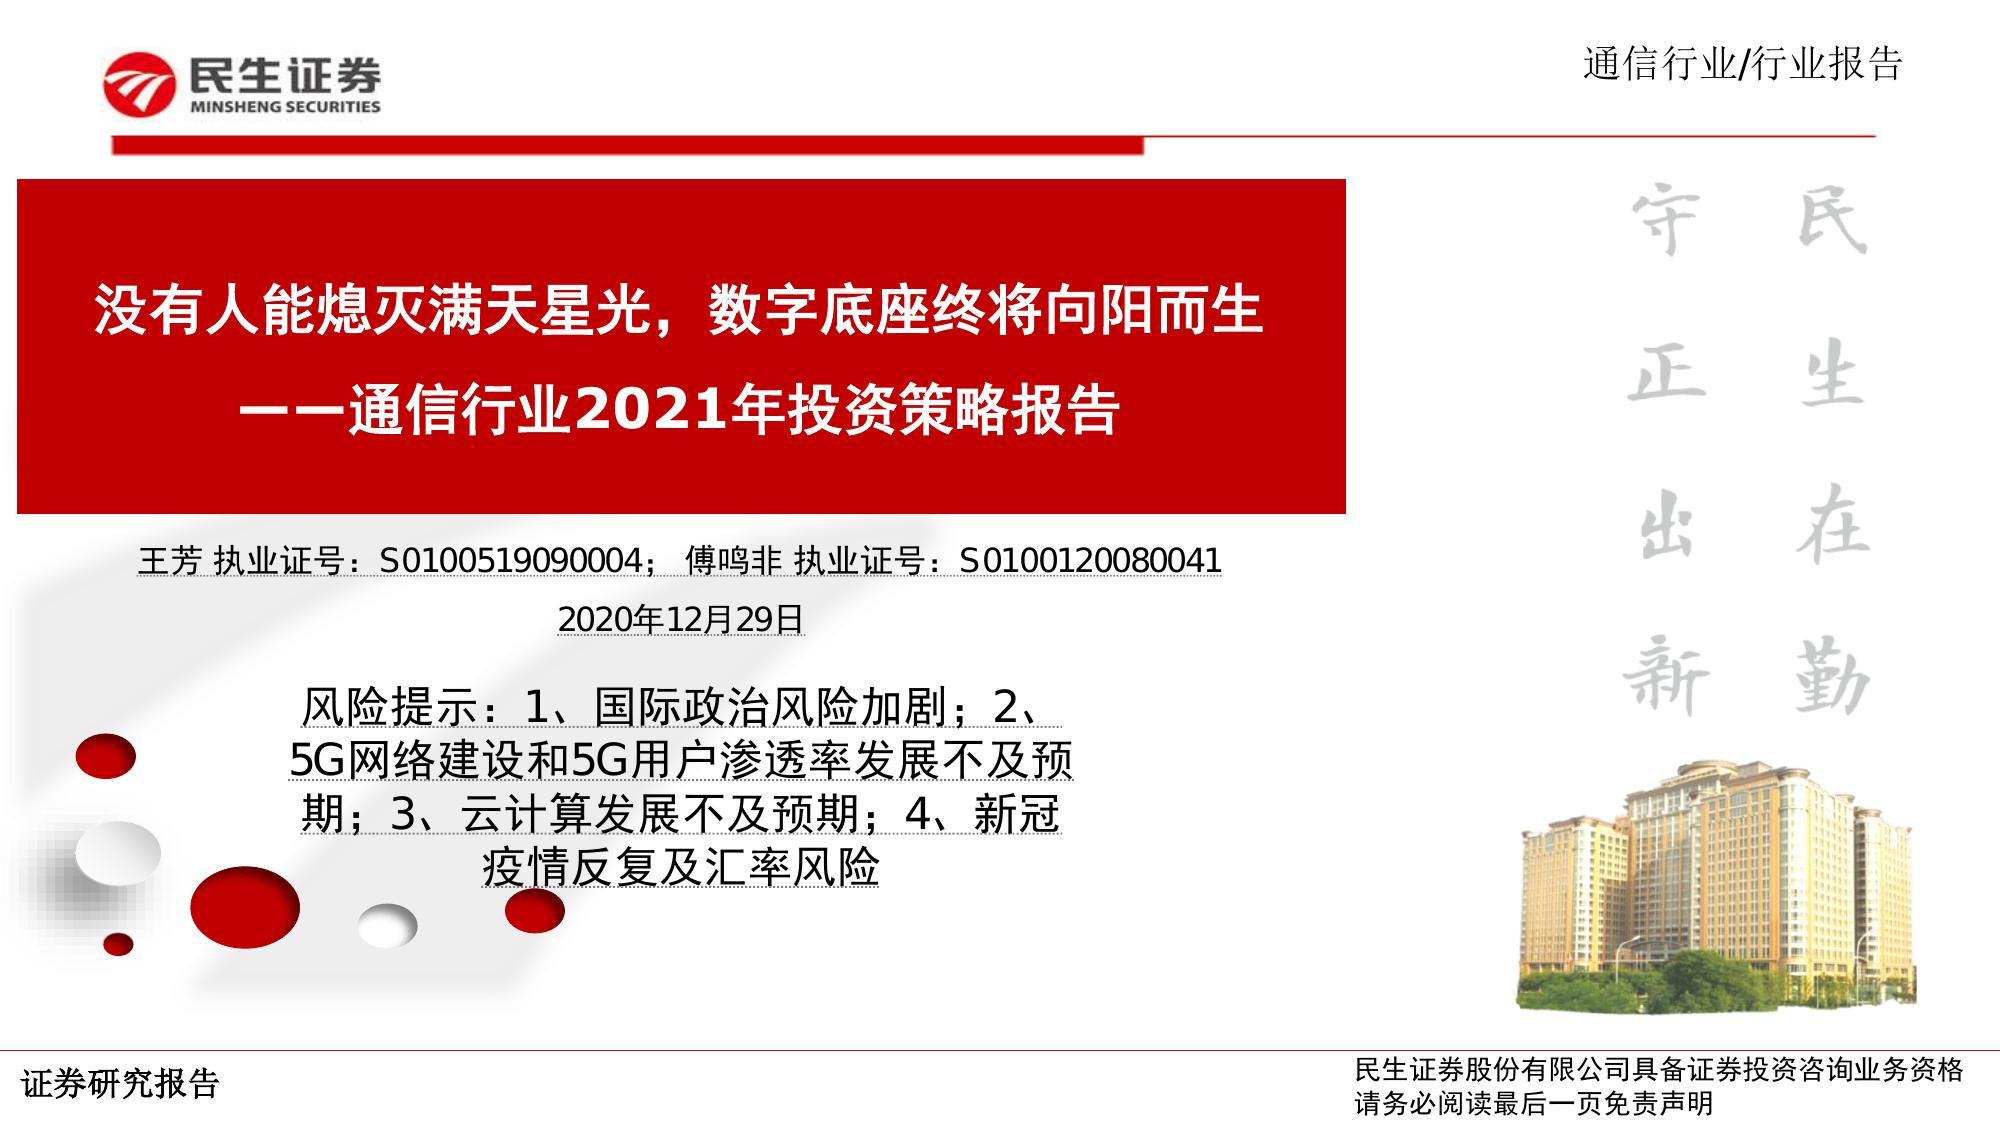 民生证券
MINSHENG SECURITIES
通信行业/行业报告
没有人能熄灭满天星光，数字底座终将向阳而生
——通信行业2021年投资策略报告
王芳 执业证号：S0100519090004； 傅鸣非 执业证号：S0100120080041
2020年12月29日
风险提示：1、国际政治风险加剧；2、
5G网络建设和5G用户渗透率发展不及预
期；3、云计算发展不及预期；4、新冠
疫情反复及汇率风险
民生在勤
守正出新
证券研究报告
民生证券股份有限公司具备证券投资咨询业务资格
请务必阅读最后一页免责声明